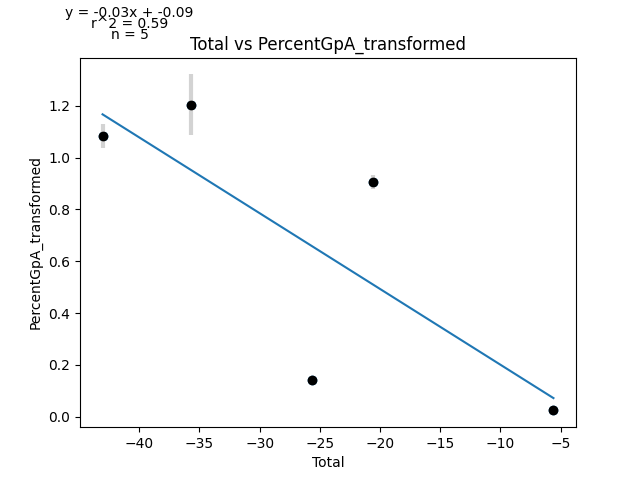 y = -0.03x + -0.09
r^2 = 0.59
n = 5
Total vs PercentGpA_transformed
PercentGpA_transformed
1.2
1.0
0.8
0.6
0.4
0.2
0.0
−40 −35 −30 −25 −20 −15 −10 −5
Total